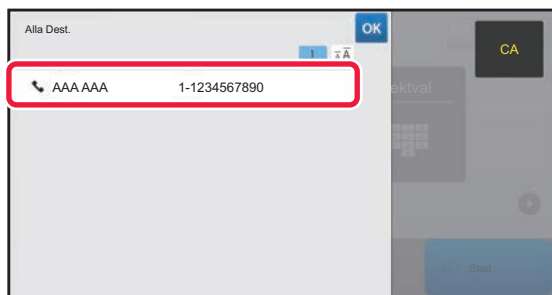 Alla Dest.
OK
CA
1
AAA AAA 1-1234567890
ektval
Start